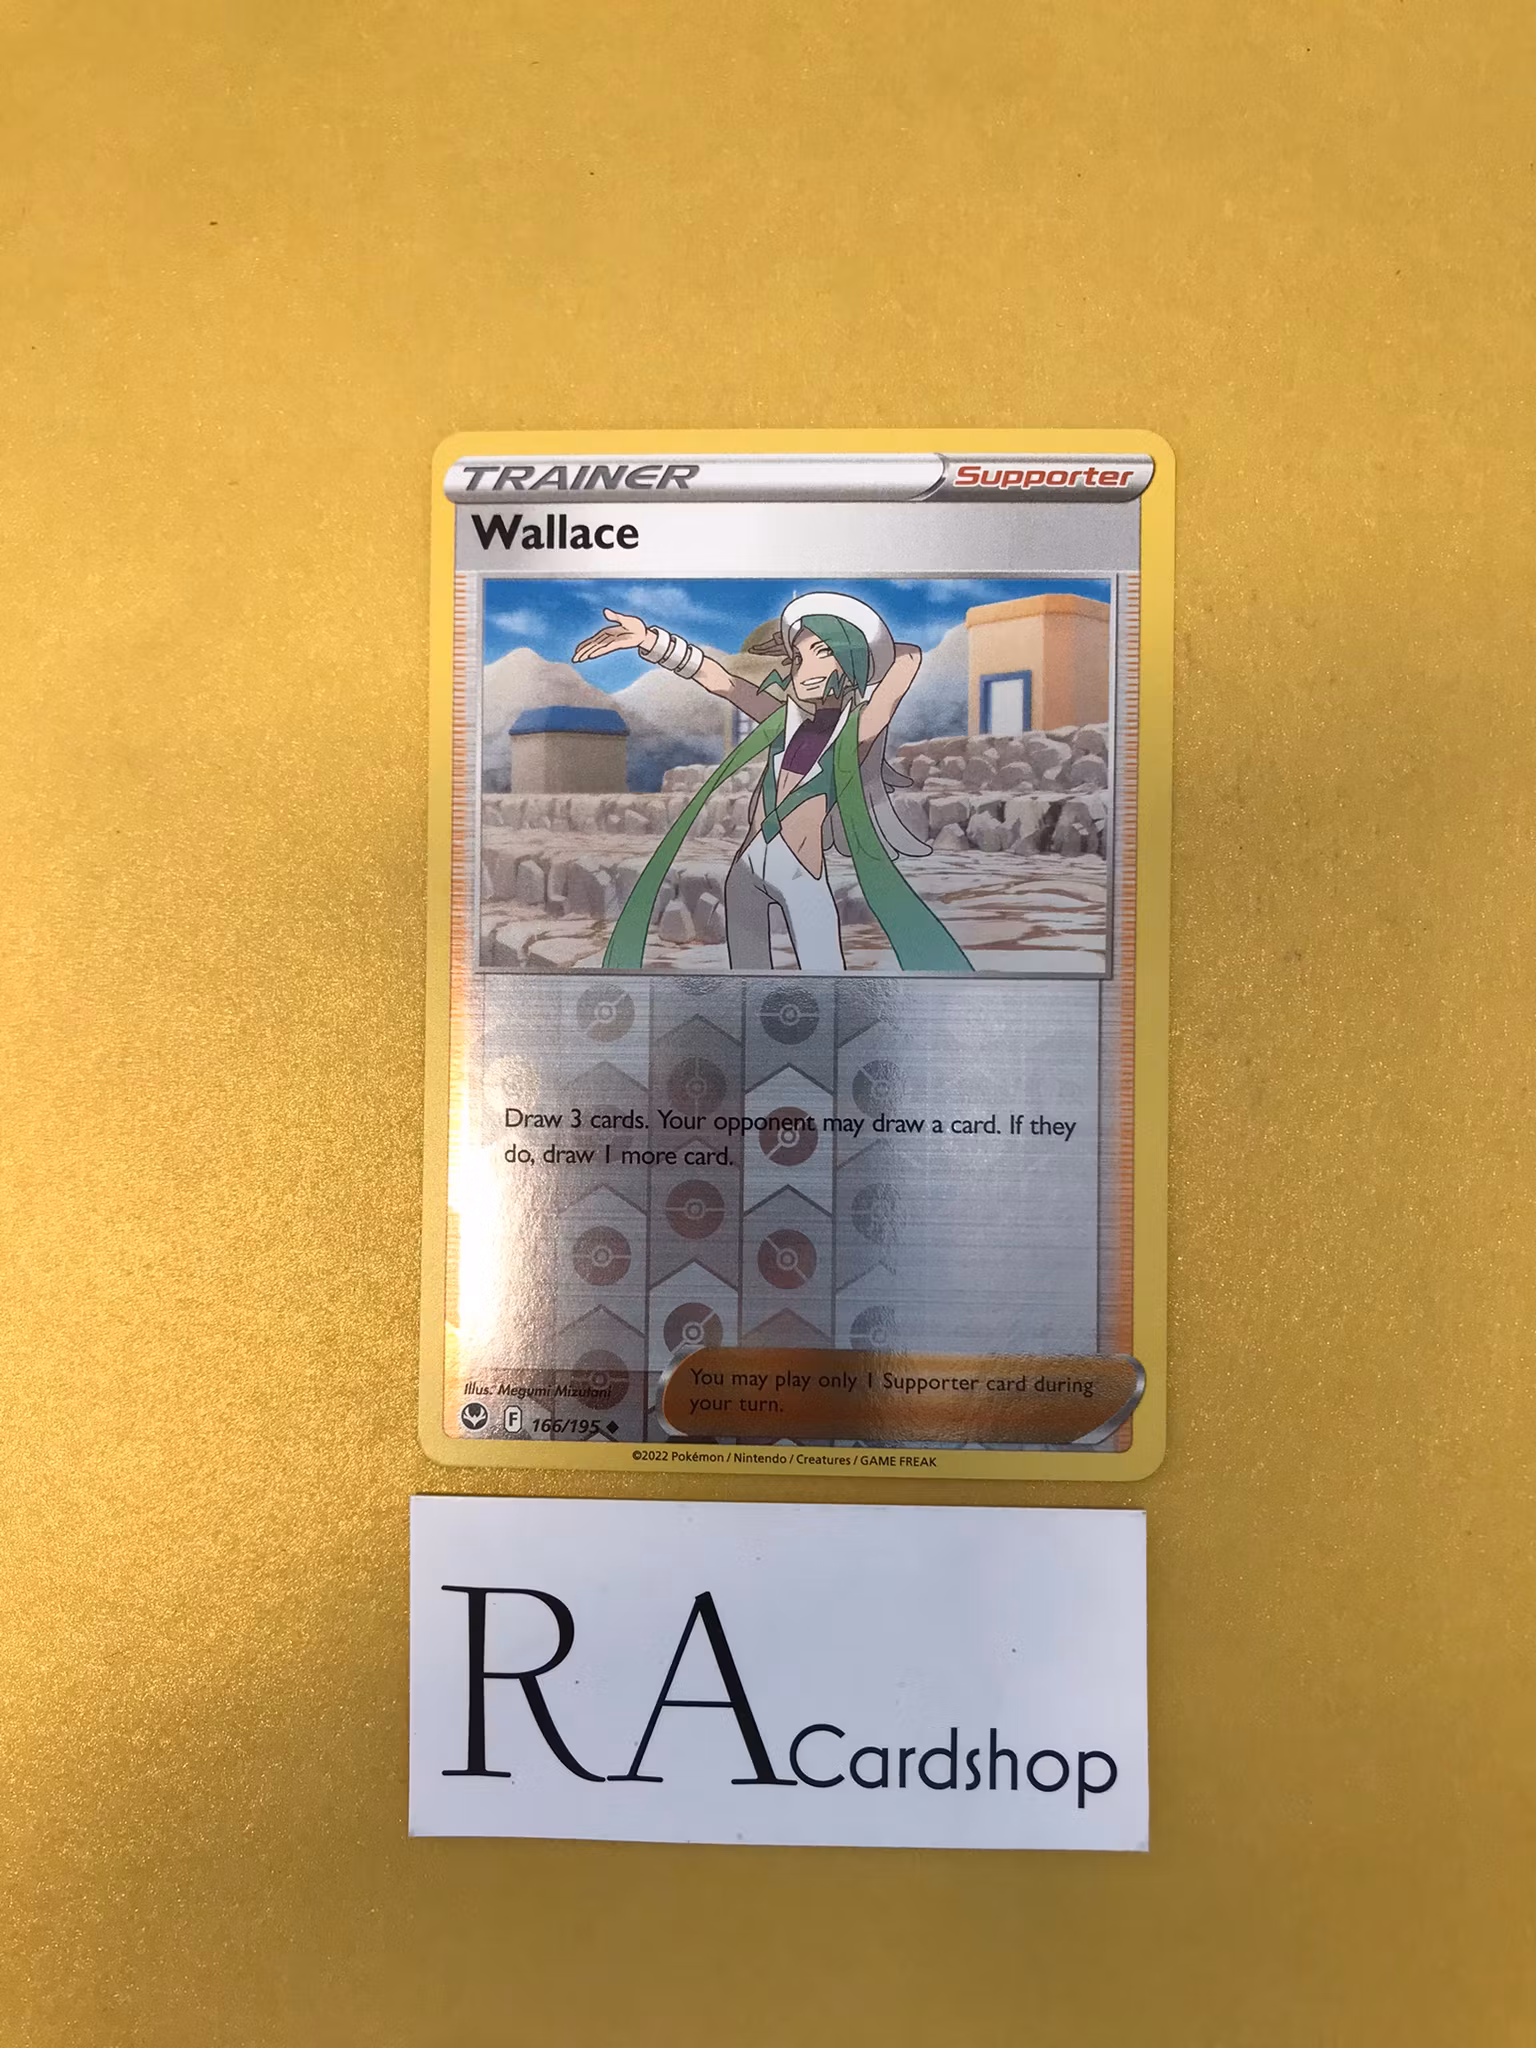 TRAINER Supporter
Wallace
Draw 3 cards. Your opponent may draw a card. If they
do, draw 1 more card.
You may play only 1 Supporter card during
your turn.
Illus. Megumi Mizutani
F 166/195
©2022 Pokémon / Nintendo / Creatures / GAME FREAK
RA Cardshop